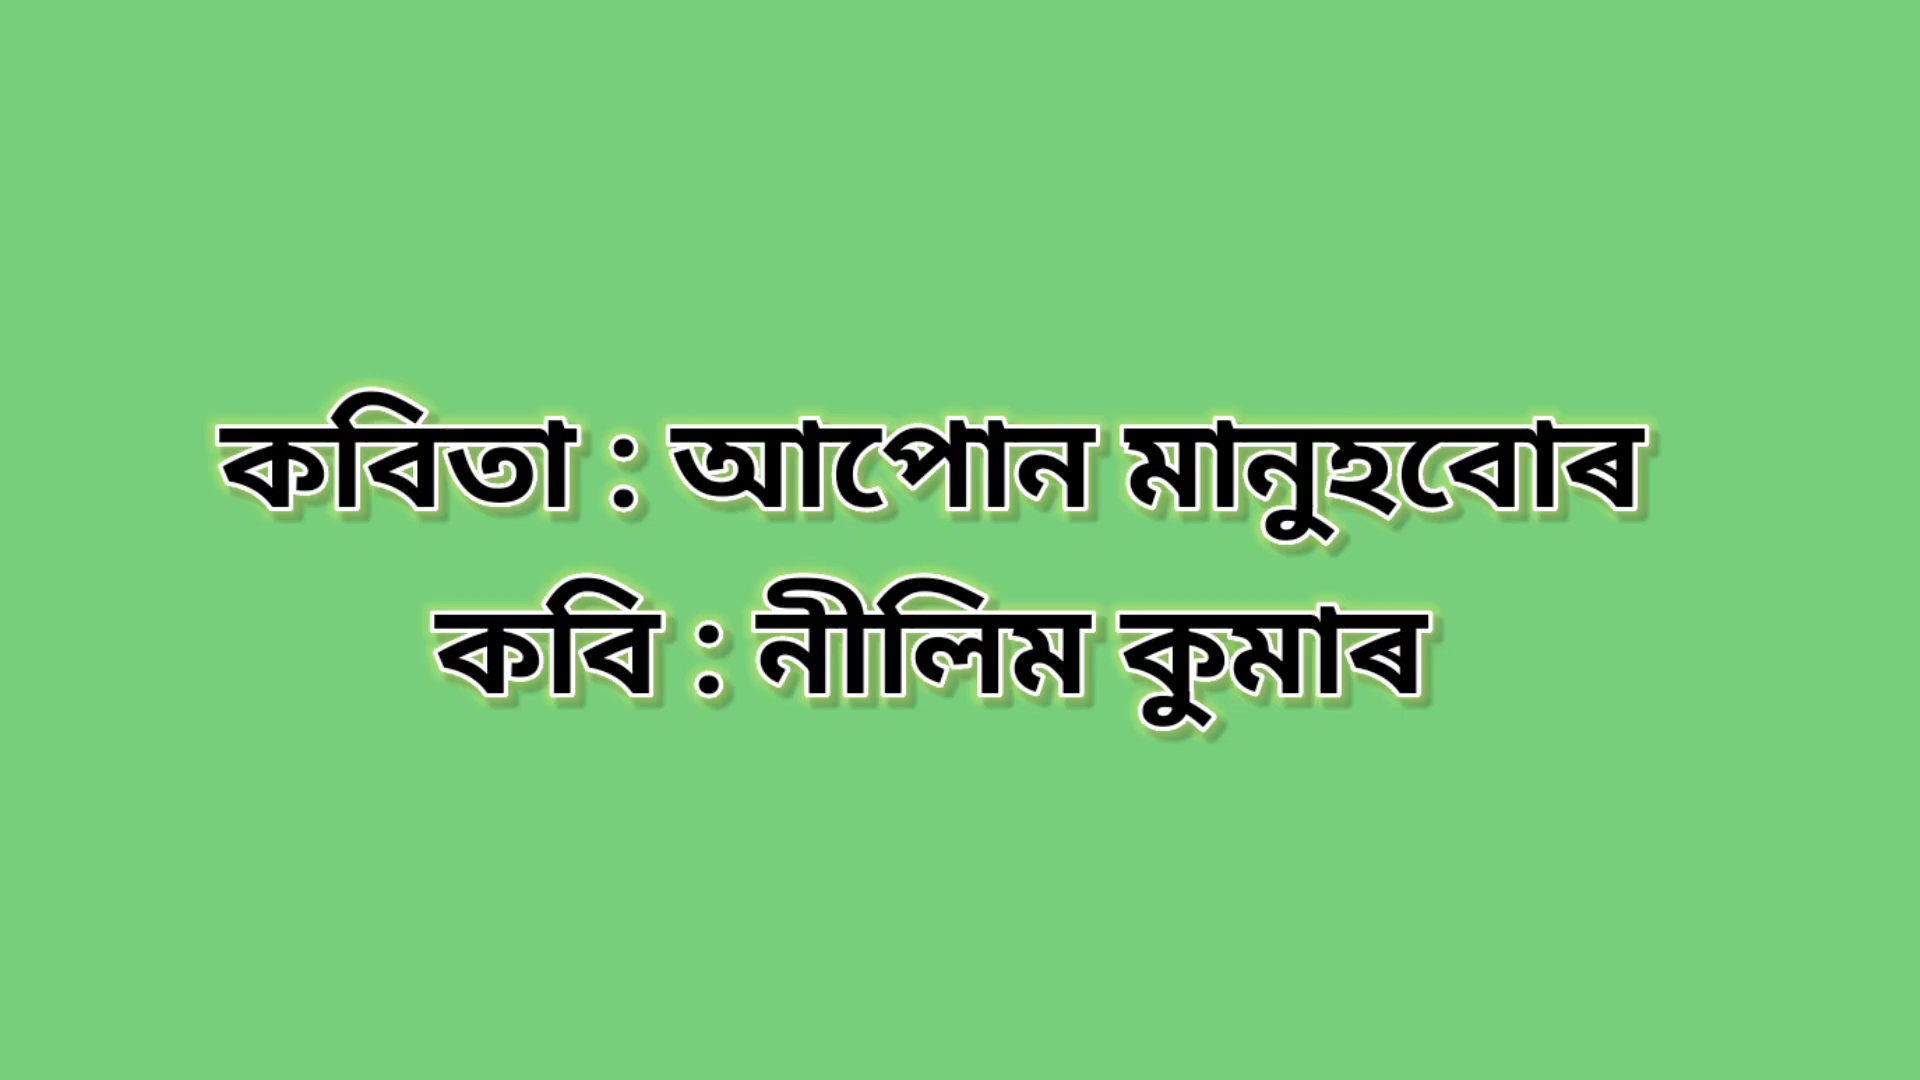 কবিতা : আপোন মানুহবোৰ
কবি : নীলিম কুমাৰ